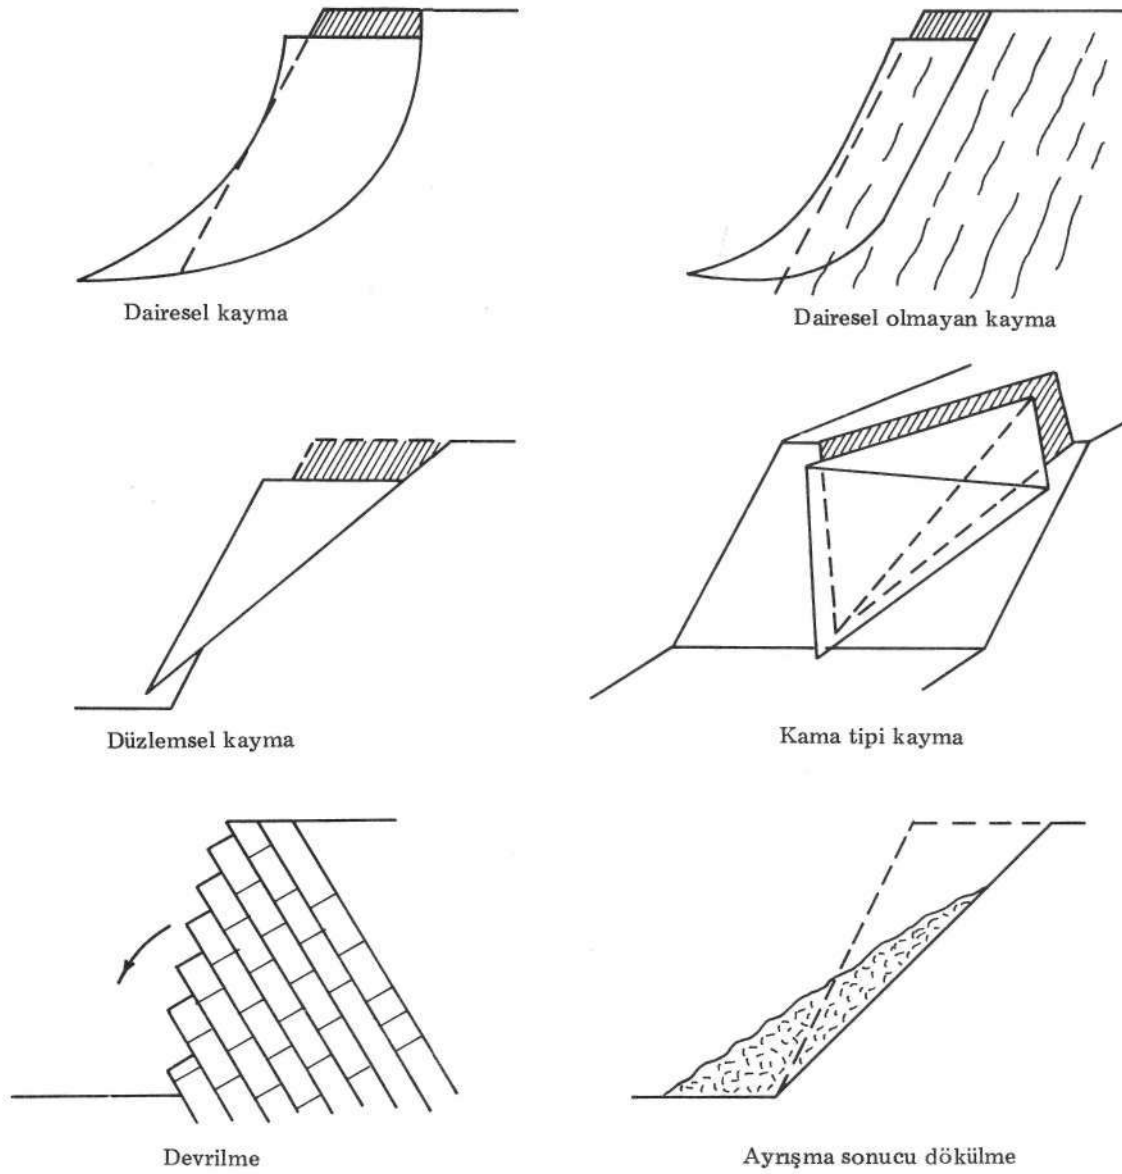 Dairesel kayma
Dairesel olmayan kayma
Düzlemsel kayma
Kama tipi kayma
Devrilme
Ayrışma sonucu dökülme